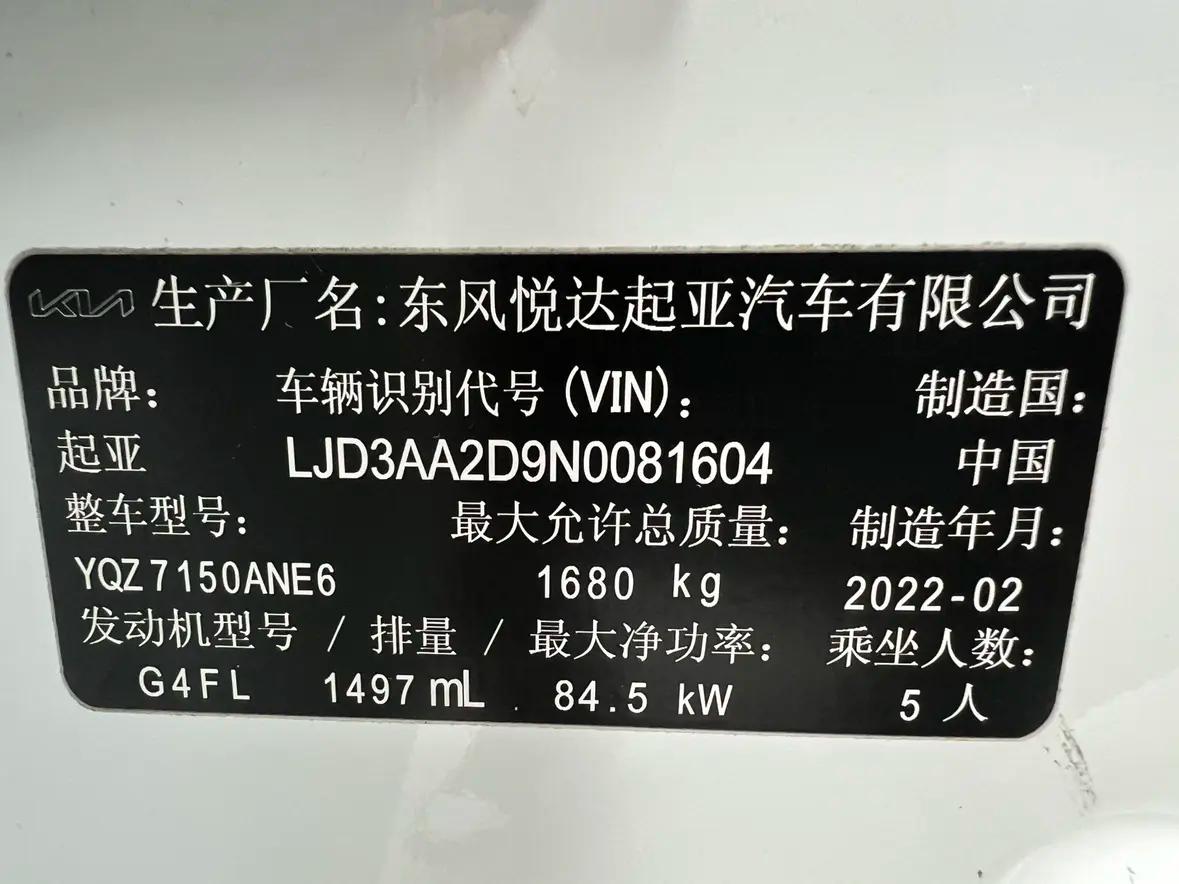 KIA 生产厂名:东风悦达起亚汽车有限公司
品牌: 车辆识别代号(VIN): 制造国:
起亚 LJD3AA2D9N0081604 中国
整车型号: 最大允许总质量: 制造年月:
YQZ7150ANE6 1680 kg 2022-02
发动机型号 / 排量 / 最大净功率: 乘坐人数:
G4FL 1497 mL 84.5 kW 5 人